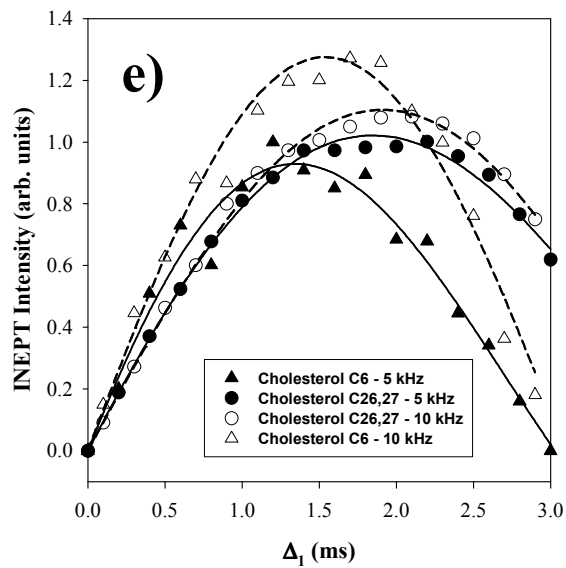 e)
INEPT Intensity (arb. units)
1.4
1.2
1.0
0.8
0.6
0.4
0.2
0.0
Cholesterol C6 - 5 kHz
Cholesterol C26,27 - 5 kHz
Cholesterol C26,27 - 10 kHz
Cholesterol C6 - 10 kHz
0.0 0.5 1.0 1.5 2.0 2.5 3.0
Δ1 (ms)